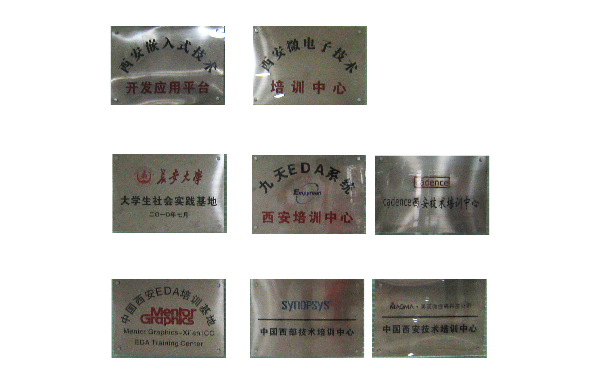 西安嵌入式技术
开发应用平台
西安微电子技术
培训中心
长安大学
大学生社会实践基地
二〇一〇年七月
九天EDA系统
Empyrean
西安培训中心
cadence
cadence西安技术培训中心
中国西安EDA培训基地
Mentor
Graphics
Mentor Graphics-Xi'an ICC
EDA Training Center
SYNOPSYS
中国西部技术培训中心
MAGMA
中国西安技术培训中心